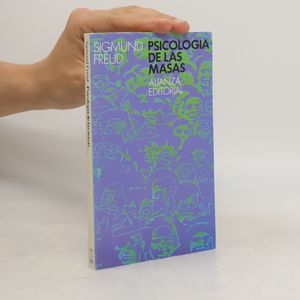 SIGMUND
FREUD
PSICOLOGIA
DE LAS
MASAS
ALIANZA
EDITORIAL